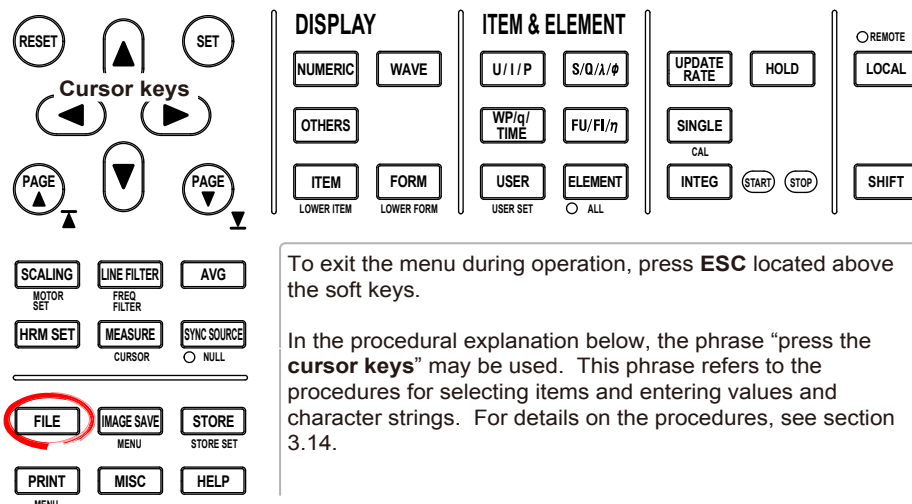 RESET
SET
Cursor keys
PAGE
PAGE
DISPLAY
NUMERIC
WAVE
OTHERS
ITEM
FORM
LOWER ITEM
LOWER FORM
ITEM & ELEMENT
U/I/P
S/Q/λ/ϕ
WP/q/
TIME
FU/FI/η
USER
ELEMENT
USER SET
ALL
UPDATE
RATE
HOLD
SINGLE
CAL
INTEG
START
STOP
REMOTE
LOCAL
SHIFT
SCALING
LINE FILTER
AVG
MOTOR
SET
FREQ
FILTER
HRM SET
MEASURE
SYNC SOURCE
CURSOR
NULL
FILE
IMAGE SAVE
STORE
MENU
STORE SET
PRINT
MISC
HELP
MENU
To exit the menu during operation, press ESC located above
the soft keys.
In the procedural explanation below, the phrase “press the
cursor keys” may be used. This phrase refers to the
procedures for selecting items and entering values and
character strings. For details on the procedures, see section
3.14.